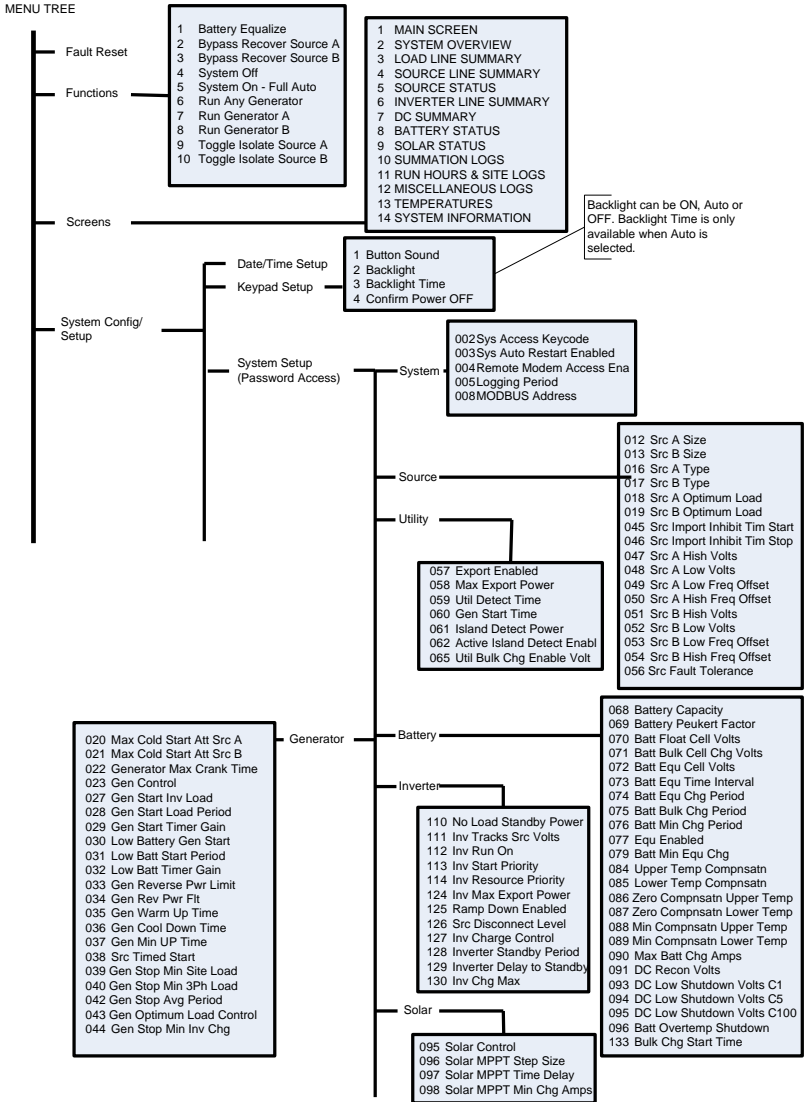 MENU TREE
Fault Reset
Functions
1 Battery Equalize
2 Bypass Recover Source A
3 Bypass Recover Source B
4 System Off
5 System On - Full Auto
6 Run Any Generator
7 Run Generator A
8 Run Generator B
9 Toggle Isolate Source A
10 Toggle Isolate Source B
Screens
1 MAIN SCREEN
2 SYSTEM OVERVIEW
3 LOAD LINE SUMMARY
4 SOURCE LINE SUMMARY
5 SOURCE STATUS
6 INVERTER LINE SUMMARY
7 DC SUMMARY
8 BATTERY STATUS
9 SOLAR STATUS
10 SUMMATION LOGS
11 RUN HOURS & SITE LOGS
12 MISCELLANEOUS LOGS
13 TEMPERATURES
14 SYSTEM INFORMATION
System Config/
Setup
Date/Time Setup
Keypad Setup
1 Button Sound
2 Backlight
3 Backlight Time
4 Confirm Power OFF
Backlight can be ON, Auto or
OFF. Backlight Time is only
available when Auto is
selected.
System Setup
(Password Access)
System
002Sys Access Keycode
003Sys Auto Restart Enabled
004Remote Modem Access Ena
005Logging Period
008MODBUS Address
Source
012 Src A Size
013 Src B Size
016 Src A Type
017 Src B Type
018 Src A Optimum Load
019 Src B Optimum Load
045 Src Import Inhibit Tim Start
046 Src Import Inhibit Tim Stop
047 Src A Hish Volts
048 Src A Low Volts
049 Src A Low Freq Offset
050 Src A Hish Freq Offset
051 Src B Hish Volts
052 Src B Low Volts
053 Src B Low Freq Offset
054 Src B Hish Freq Offset
056 Src Fault Tolerance
Utility
057 Export Enabled
058 Max Export Power
059 Util Detect Time
060 Gen Start Time
061 Island Detect Power
062 Active Island Detect Enabl
065 Util Bulk Chg Enable Volt
Generator
020 Max Cold Start Att Src A
021 Max Cold Start Att Src B
022 Generator Max Crank Time
023 Gen Control
027 Gen Start Inv Load
028 Gen Start Load Period
029 Gen Start Timer Gain
030 Low Battery Gen Start
031 Low Batt Start Period
032 Low Batt Timer Gain
033 Gen Reverse Pwr Limit
034 Gen Rev Pwr Flt
035 Gen Warm Up Time
036 Gen Cool Down Time
037 Gen Min UP Time
038 Src Timed Start
039 Gen Stop Min Site Load
040 Gen Stop Min 3Ph Load
042 Gen Stop Avg Period
043 Gen Optimum Load Control
044 Gen Stop Min Inv Chg
Battery
068 Battery Capacity
069 Battery Peukert Factor
070 Batt Float Cell Volts
071 Batt Bulk Cell Chg Volts
072 Batt Equ Cell Volts
073 Batt Equ Time Interval
074 Batt Equ Chg Period
075 Batt Bulk Chg Period
076 Batt Min Chg Period
077 Equ Enabled
079 Batt Min Equ Chg
084 Upper Temp Compnsatn
085 Lower Temp Compnsatn
086 Zero Compnsatn Upper Temp
087 Zero Compnsatn Lower Temp
088 Min Compnsatn Upper Temp
089 Min Compnsatn Lower Temp
090 Max Batt Chg Amps
091 DC Recon Volts
093 DC Low Shutdown Volts C1
094 DC Low Shutdown Volts C5
095 DC Low Shutdown Volts C100
096 Batt Overtemp Shutdown
133 Bulk Chg Start Time
Inverter
110 No Load Standby Power
111 Inv Tracks Src Volts
112 Inv Run On
113 Inv Start Priority
114 Inv Resource Priority
124 Inv Max Export Power
125 Ramp Down Enabled
126 Src Disconnect Level
127 Inv Charge Control
128 Inverter Standby Period
129 Inverter Delay to Standby
130 Inv Chg Max
Solar
095 Solar Control
096 Solar MPPT Step Size
097 Solar MPPT Time Delay
098 Solar MPPT Min Chg Amps